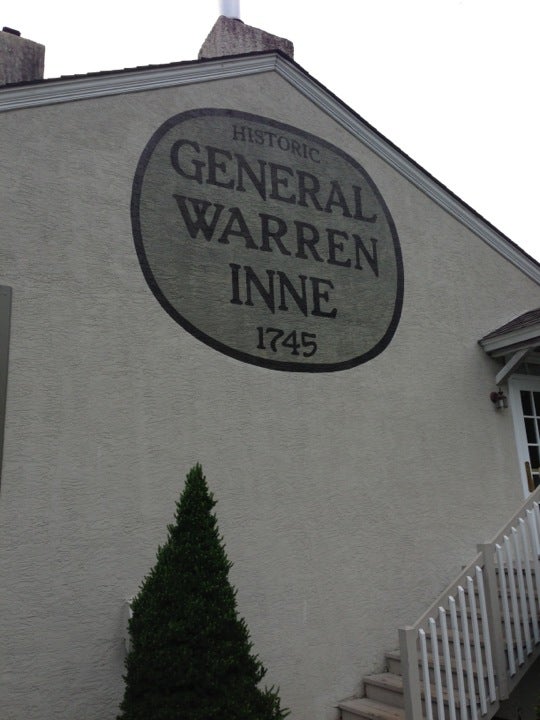 HISTORIC
GENERAL
WARREN
INNE
1745